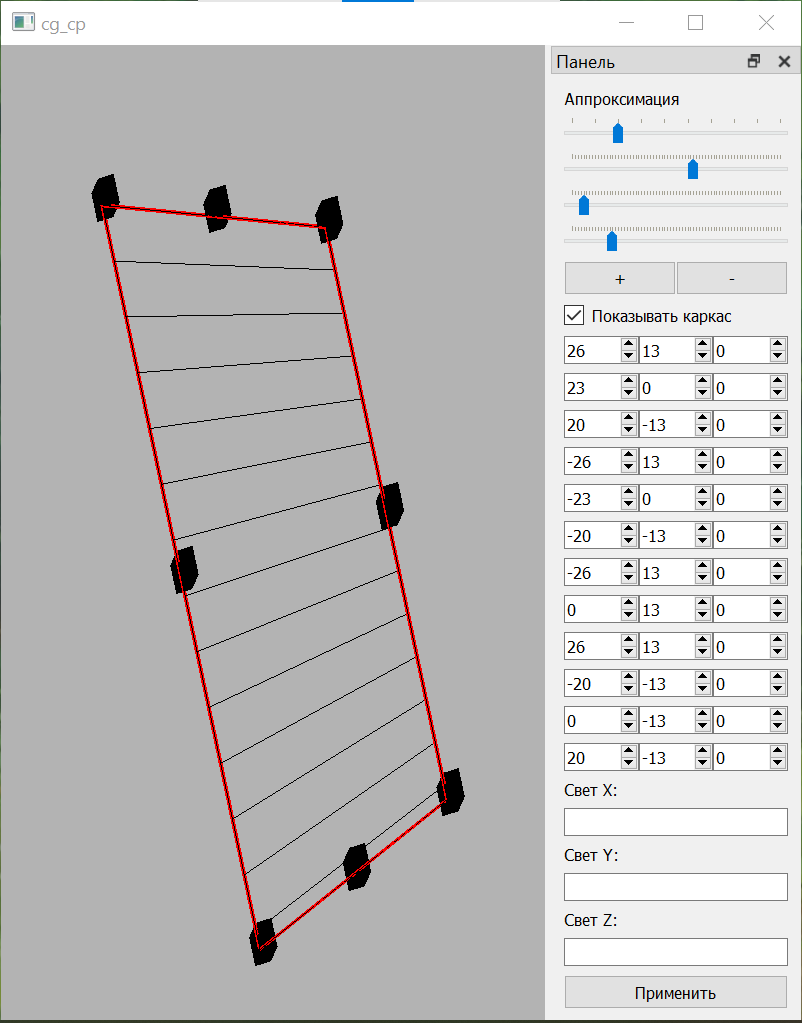 cg_cp
Панель
Аппроксимация
+ -
Показывать каркас
26 13 0
23 0 0
20 -13 0
-26 13 0
-23 0 0
-20 -13 0
-26 13 0
0 13 0
26 13 0
-20 -13 0
0 -13 0
20 -13 0
Свет X:
Свет Y:
Свет Z:
Применить